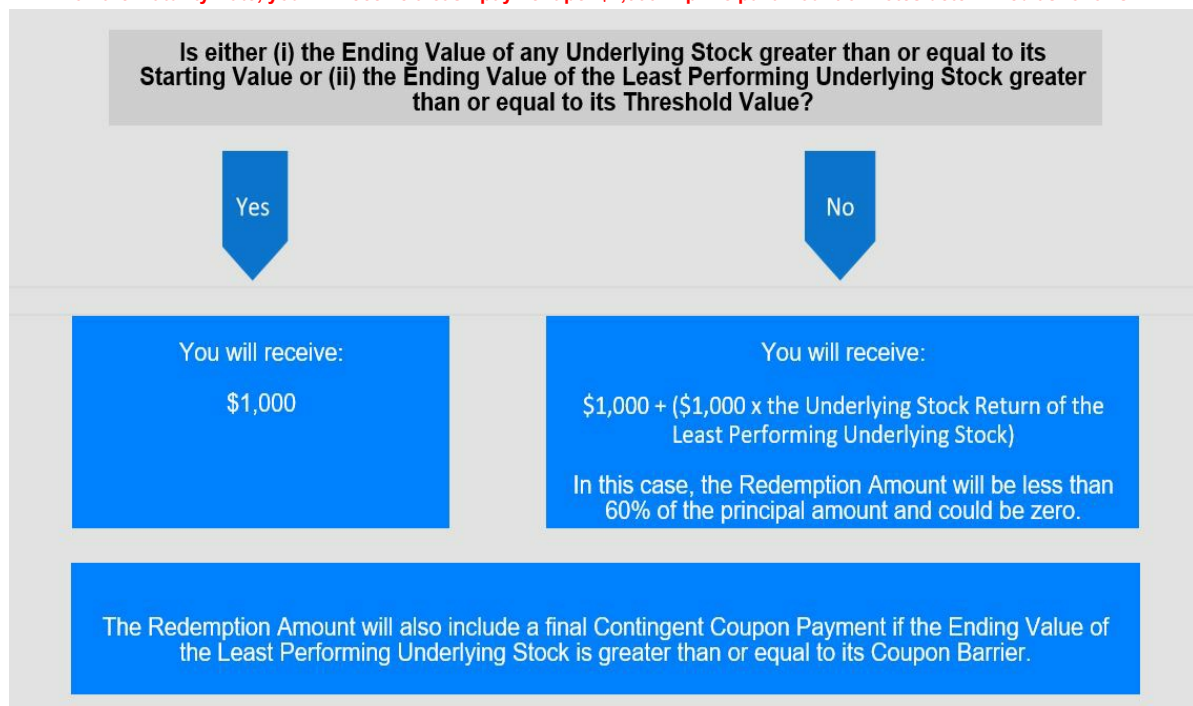 Is either (i) the Ending Value of any Underlying Stock greater than or equal to its
Starting Value or (ii) the Ending Value of the Least Performing Underlying Stock greater
than or equal to its Threshold Value?
Yes
No
You will receive:
$1,000
You will receive:
$1,000 + ($1,000 x the Underlying Stock Return of the
Least Performing Underlying Stock)
In this case, the Redemption Amount will be less than
60% of the principal amount and could be zero.
The Redemption Amount will also include a final Contingent Coupon Payment if the Ending Value of
the Least Performing Underlying Stock is greater than or equal to its Coupon Barrier.